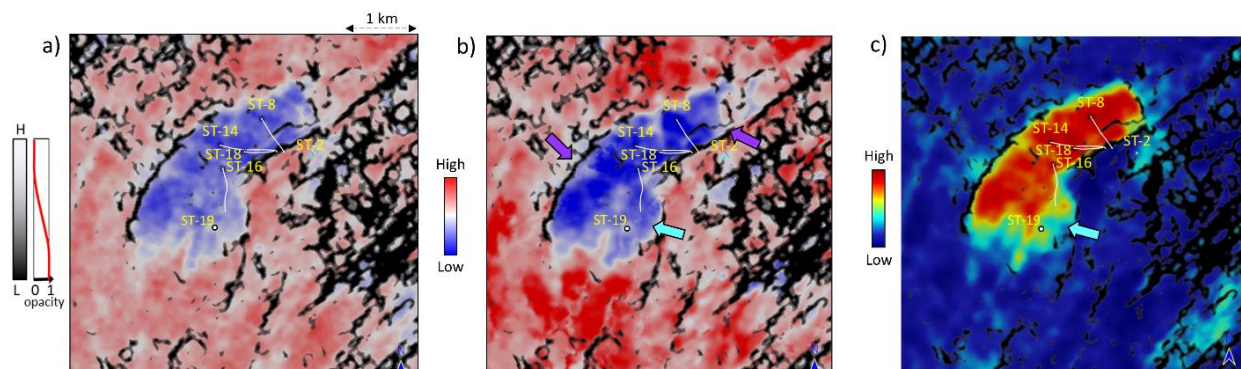 1 km
a)
b)
c)
ST-8
ST-14
ST-18
ST-2
ST-16
ST-19
ST-8
ST-14
ST-18
ST-2
ST-16
ST-19
ST-8
ST-14
ST-18
ST-2
ST-16
ST-19
H
L
0 1
opacity
High
Low
High
Low
N
N